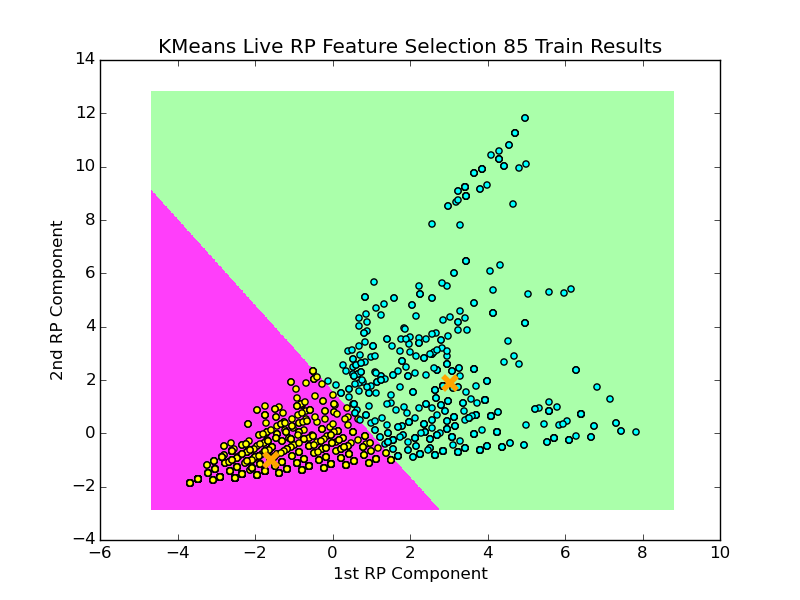 KMeans Live RP Feature Selection 85 Train Results
14
12
10
8
6
4
2
0
−2
−4
2nd RP Component
−6 −4 −2 0 2 4 6 8 10
1st RP Component